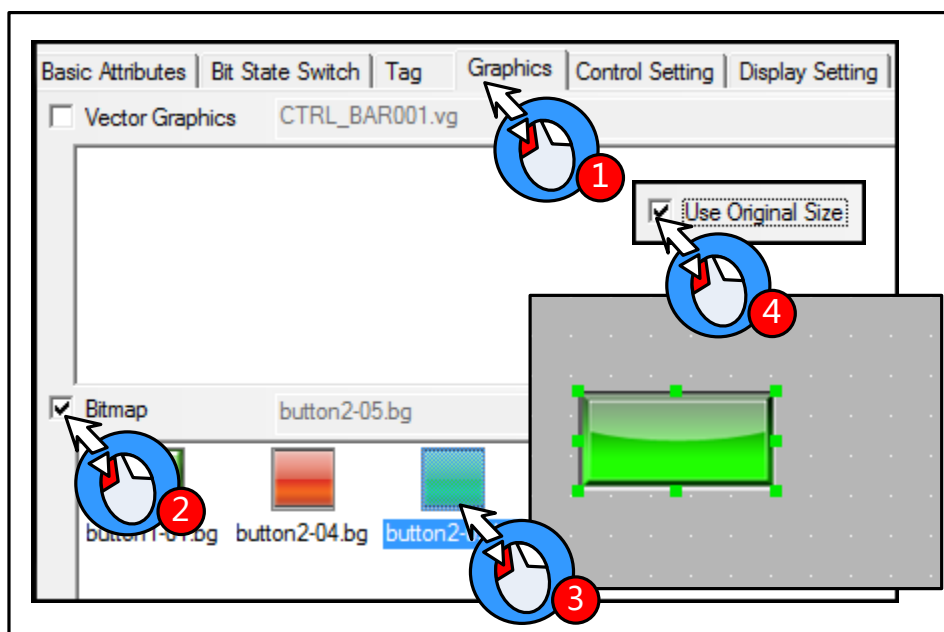 Basic Attributes Bit State Switch Tag Graphics Control Setting Display Setting
Vector Graphics CTRL_BAR001.vg
1
Use Original Size
4
Bitmap button2-05.bg
2
button2-04.bg
3